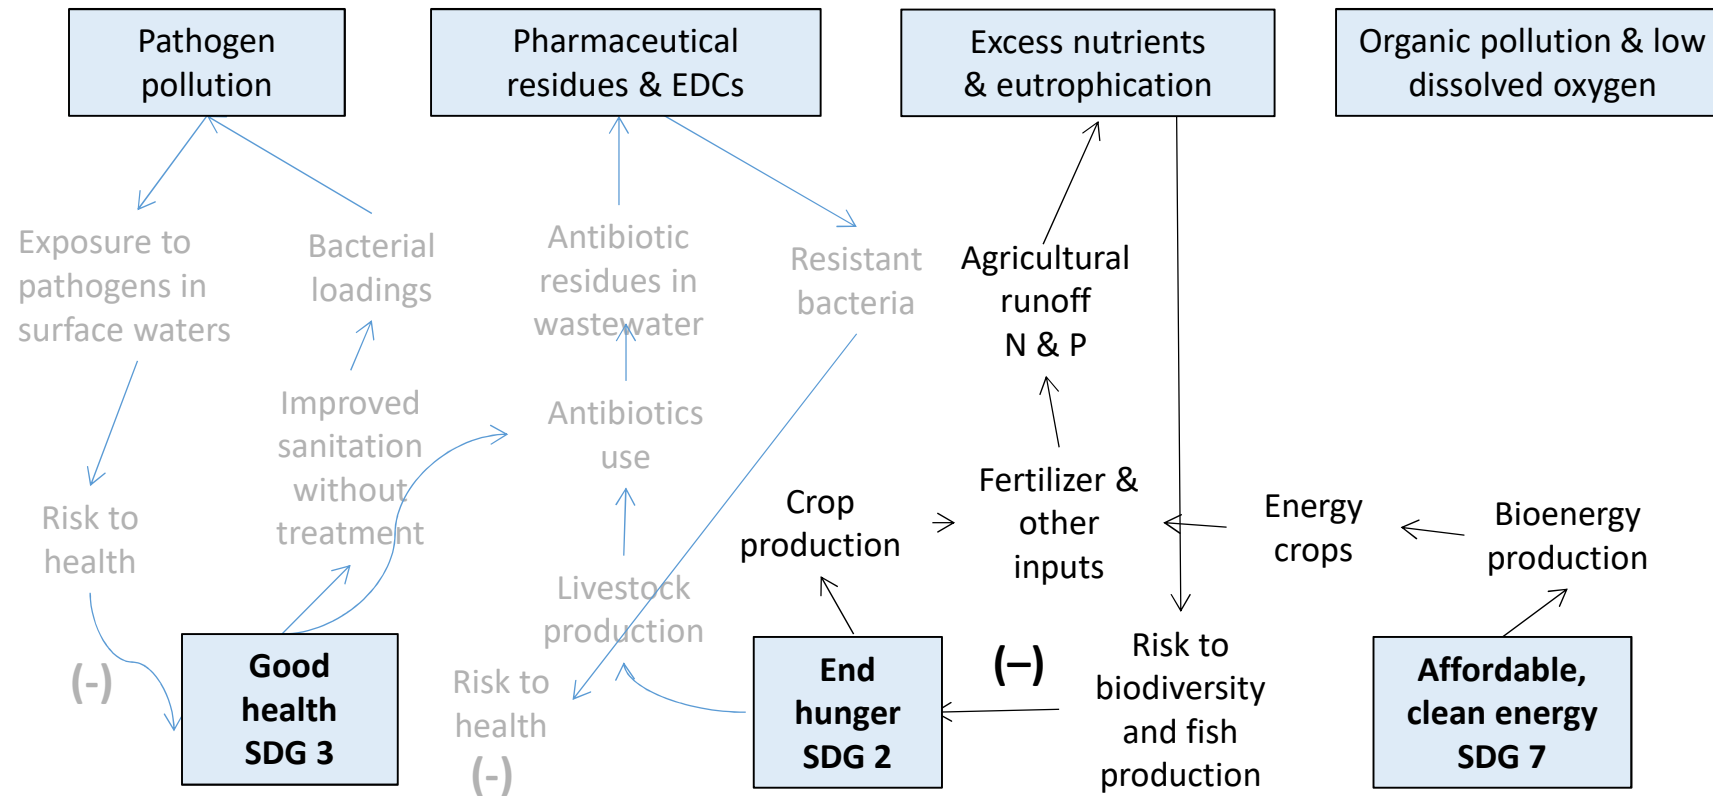 Pathogen
pollution
Pharmaceutical
residues & EDCs
Excess nutrients
& eutrophication
Organic pollution & low
dissolved oxygen
Exposure to
pathogens in
surface waters
Bacterial
loadings
Antibiotic
residues in
wastewater
Resistant
bacteria
Agricultural
runoff
N & P
Improved
sanitation
without
treatment
Antibiotics
use
Risk to
health
Crop
production
Fertilizer &
other
inputs
Energy
crops
Bioenergy
production
Livestock
production
(-)
Good
health
SDG 3
Risk to
health
(-)
End
hunger
SDG 2
(–)
Risk to
biodiversity
and fish
production
Affordable,
clean energy
SDG 7